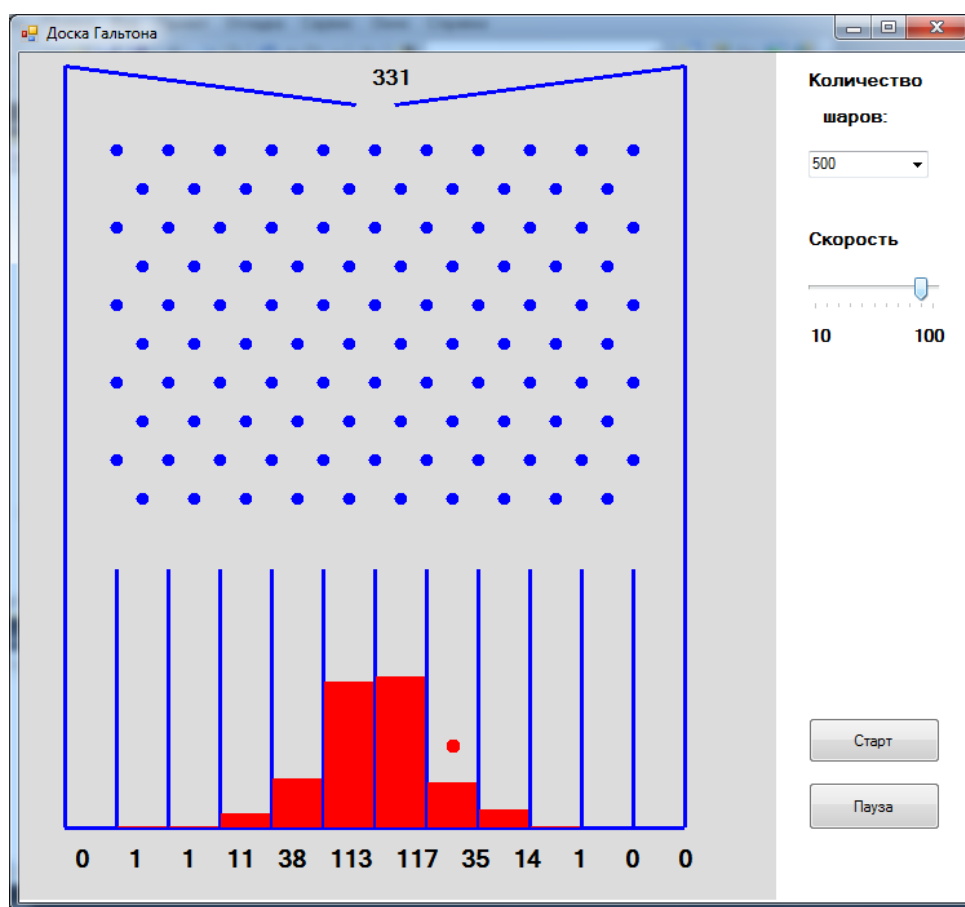 Доска Гальтона
331
Количество
шаров:
500
Скорость
10 100
Старт
Пауза
0 1 1 11 38 113 117 35 14 1 0 0